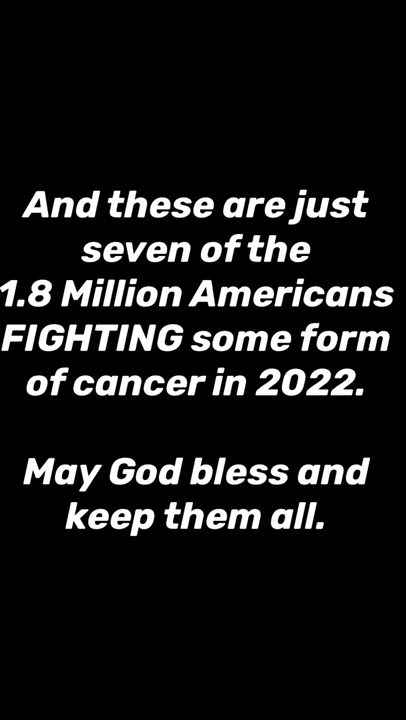 And these are just
seven of the
1.8 Million Americans
FIGHTING some form
of cancer in 2022.
May God bless and
keep them all.